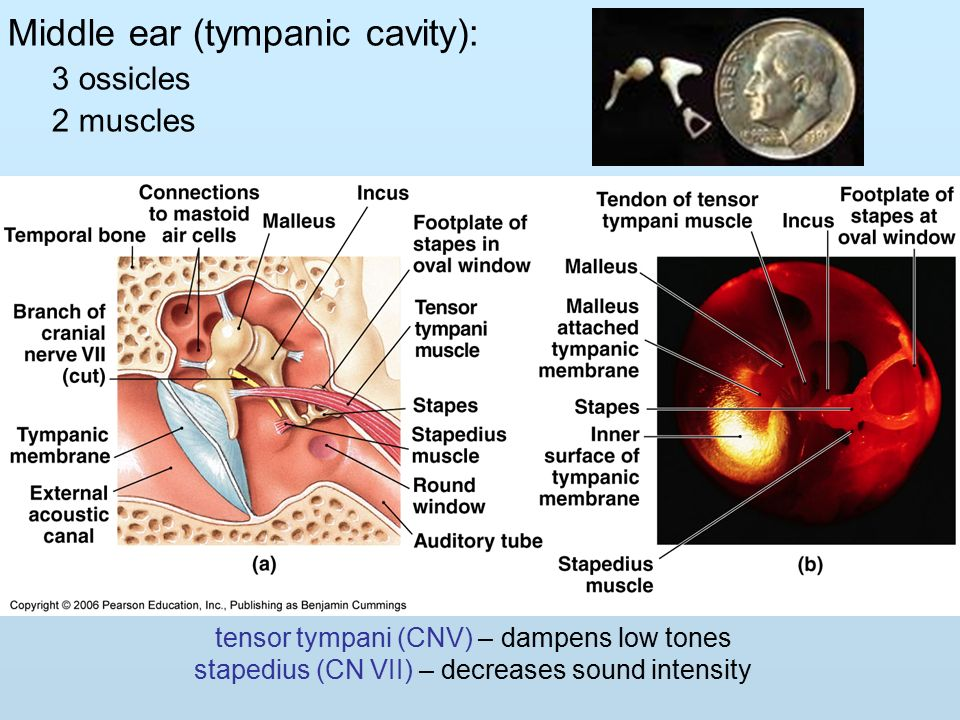 Middle ear (tympanic cavity):
3 ossicles
2 muscles
LIBERTY
Connections
to mastoid
air cells
Incus
Malleus
Temporal bone
Footplate of
stapes in
oval window
Branch of
cranial
nerve VII
(cut)
Tensor
tympani
muscle
Stapes
Tympanic
membrane
Stapedius
muscle
External
acoustic
canal
Round
window
Auditory tube
(a)
Tendon of tensor
tympani muscle
Incus
Footplate of
stapes at
oval window
Malleus
Malleus
attached
tympanic
membrane
Stapes
Inner
surface of
tympanic
membrane
Stapedius
muscle
(b)
Copyright © 2006 Pearson Education, Inc., Publishing as Benjamin Cummings
tensor tympani (CNV) – dampens low tones
stapedius (CN VII) – decreases sound intensity